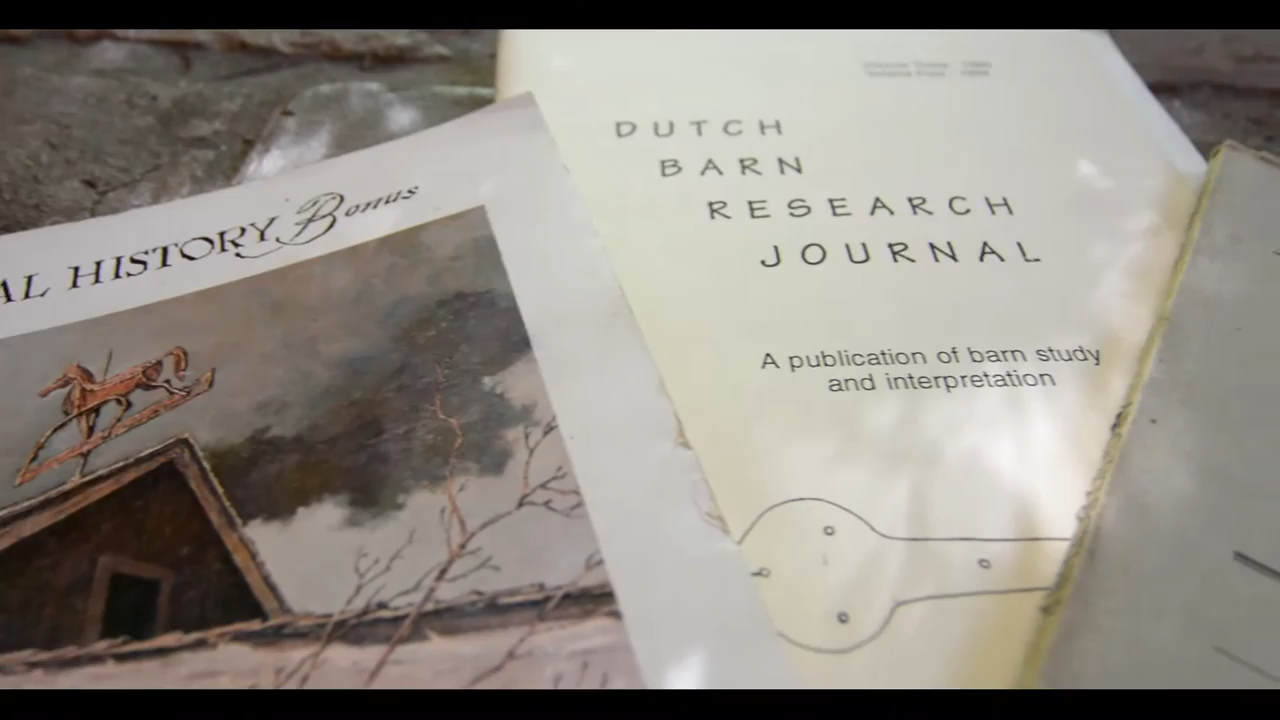 AL HISTORY Bonus
DUTCH
BARN
RESEARCH
JOURNAL
A publication of barn study
and interpretation